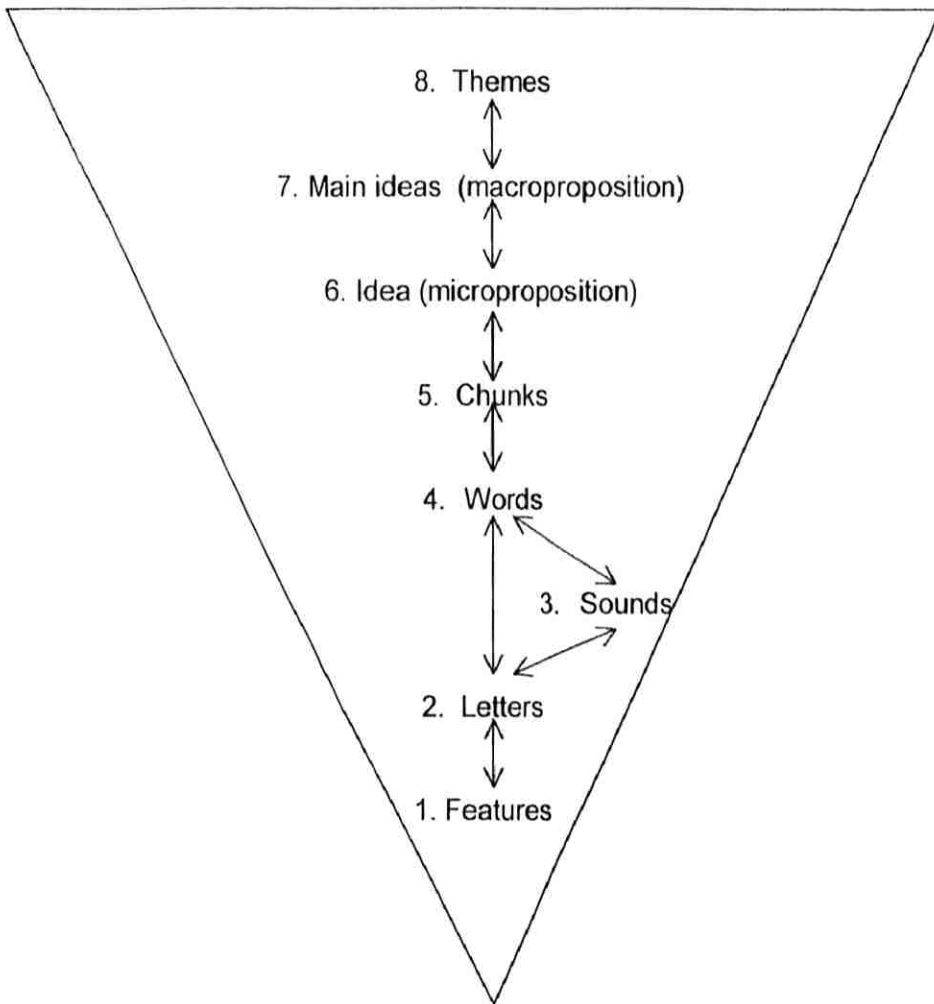 8. Themes
7. Main ideas (macroproposition)
6. Idea (microproposition)
5. Chunks
4. Words
3. Sounds
2. Letters
1. Features